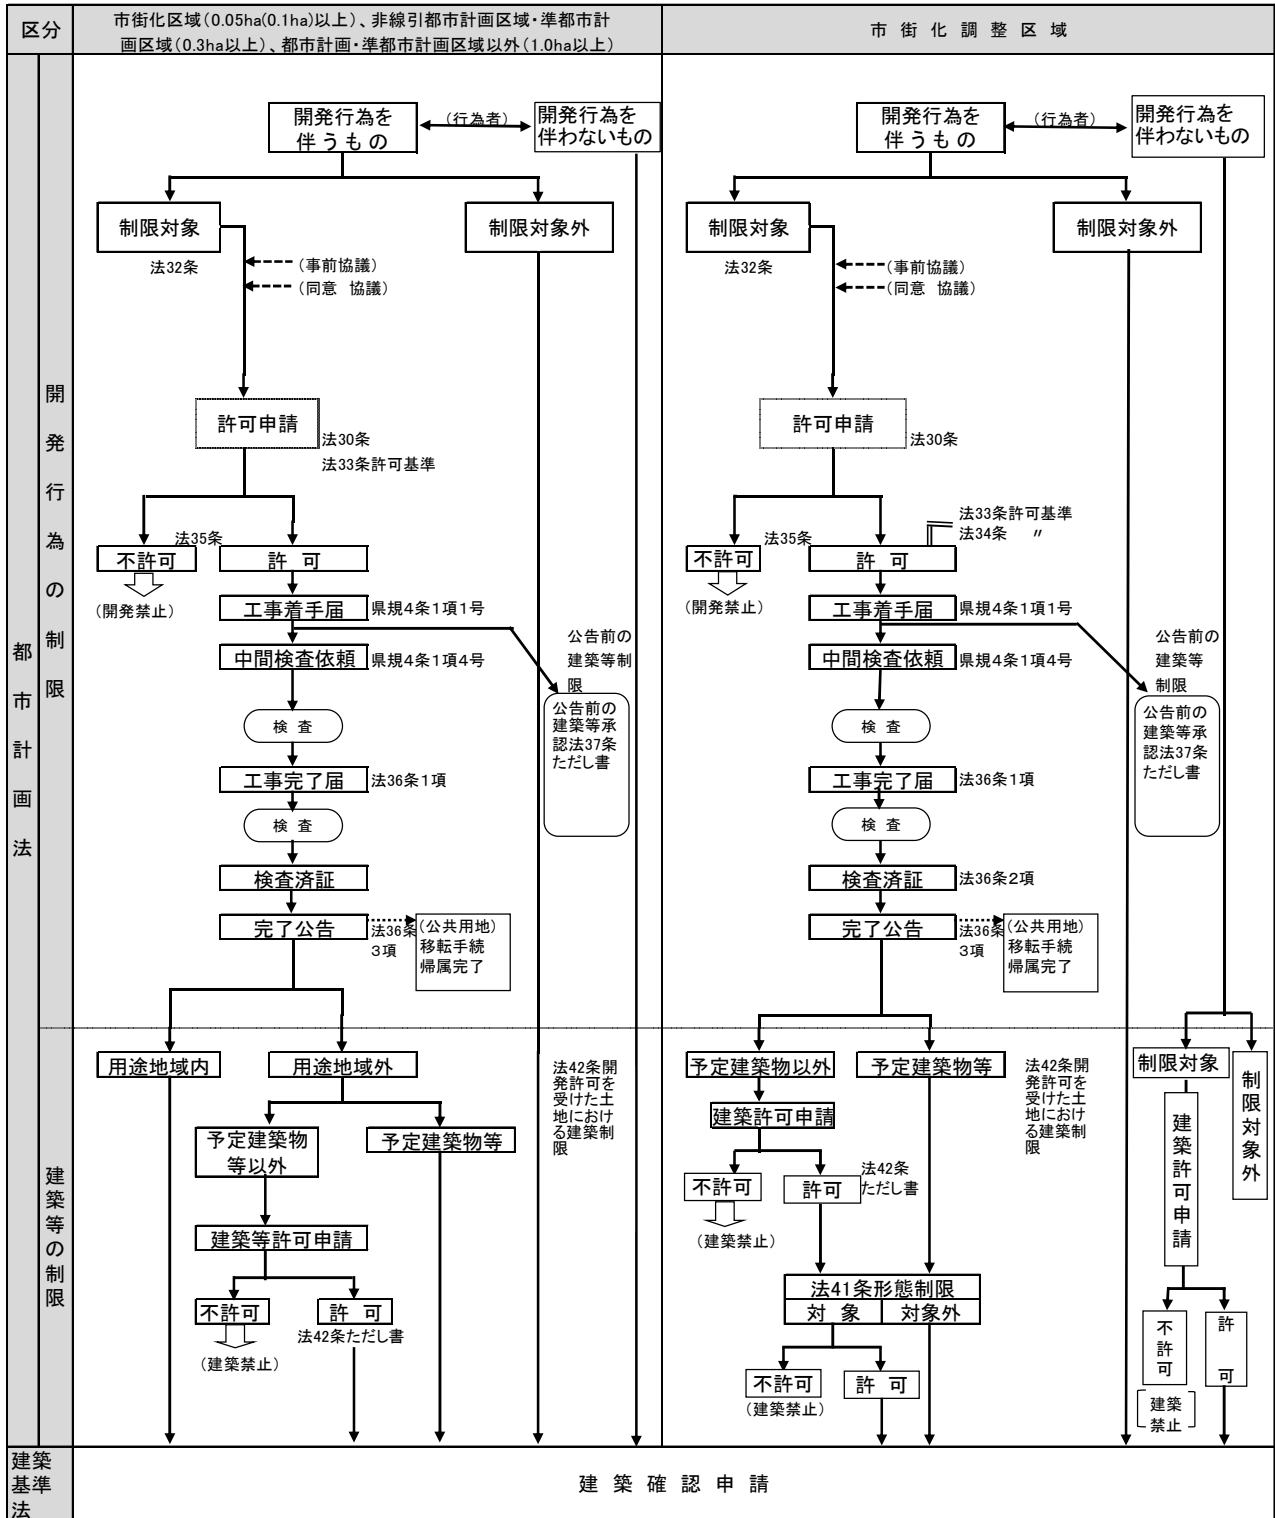 区分
市街化区域(0.05ha(0.1ha)以上)、非線引都市計画区域・準都市計
画区域(0.3ha以上)、都市計画・準都市計画区域以外(1.0ha以上)
市街化調整区域
都市計画法
開発行為の制限
開発行為を
伴うもの
(行為者)
開発行為を
伴わないもの
制限対象
制限対象外
法32条
(事前協議)
(同意 協議)
許可申請
法30条
法33条許可基準
法35条
不許可
許 可
(開発禁止)
工事着手届
県規4条1項1号
中間検査依頼
県規4条1項4号
公告前の
建築等制
限
公告前の
建築等承
認法37条
ただし書
検 査
工事完了届
法36条1項
検 査
検査済証
完了公告
法36条
3項
(公共用地)
移転手続
帰属完了
開発行為を
伴うもの
(行為者)
開発行為を
伴わないもの
制限対象
制限対象外
法32条
(事前協議)
(同意 協議)
許可申請
法30条
法33条許可基準
法34条 〃
法35条
不許可
許 可
(開発禁止)
工事着手届
県規4条1項1号
中間検査依頼
県規4条1項4号
公告前の
建築等
制限
公告前の
建築等承
認法37条
ただし書
検 査
工事完了届
法36条1項
検 査
検査済証
法36条2項
完了公告
法36条
3項
(公共用地)
移転手続
帰属完了
建築等の制限
用途地域内
用途地域外
予定建築物
等以外
予定建築物等
建築等許可申請
不許可
許 可
(建築禁止)
法42条ただし書
法42条開
発許可を
受けた土
地におけ
る建築制
限
予定建築物以外
予定建築物等
建築許可申請
不許可
許可
法42条
ただし書
(建築禁止)
法41条形態制限
対 象
対象外
不許可
許 可
(建築禁止)
法42条開
発許可を
受けた土
地におけ
る建築制
限
制限対象
制限対象外
建築許可申請
不許可
許 可
建築
禁止
建築
基準
法
建築確認申請